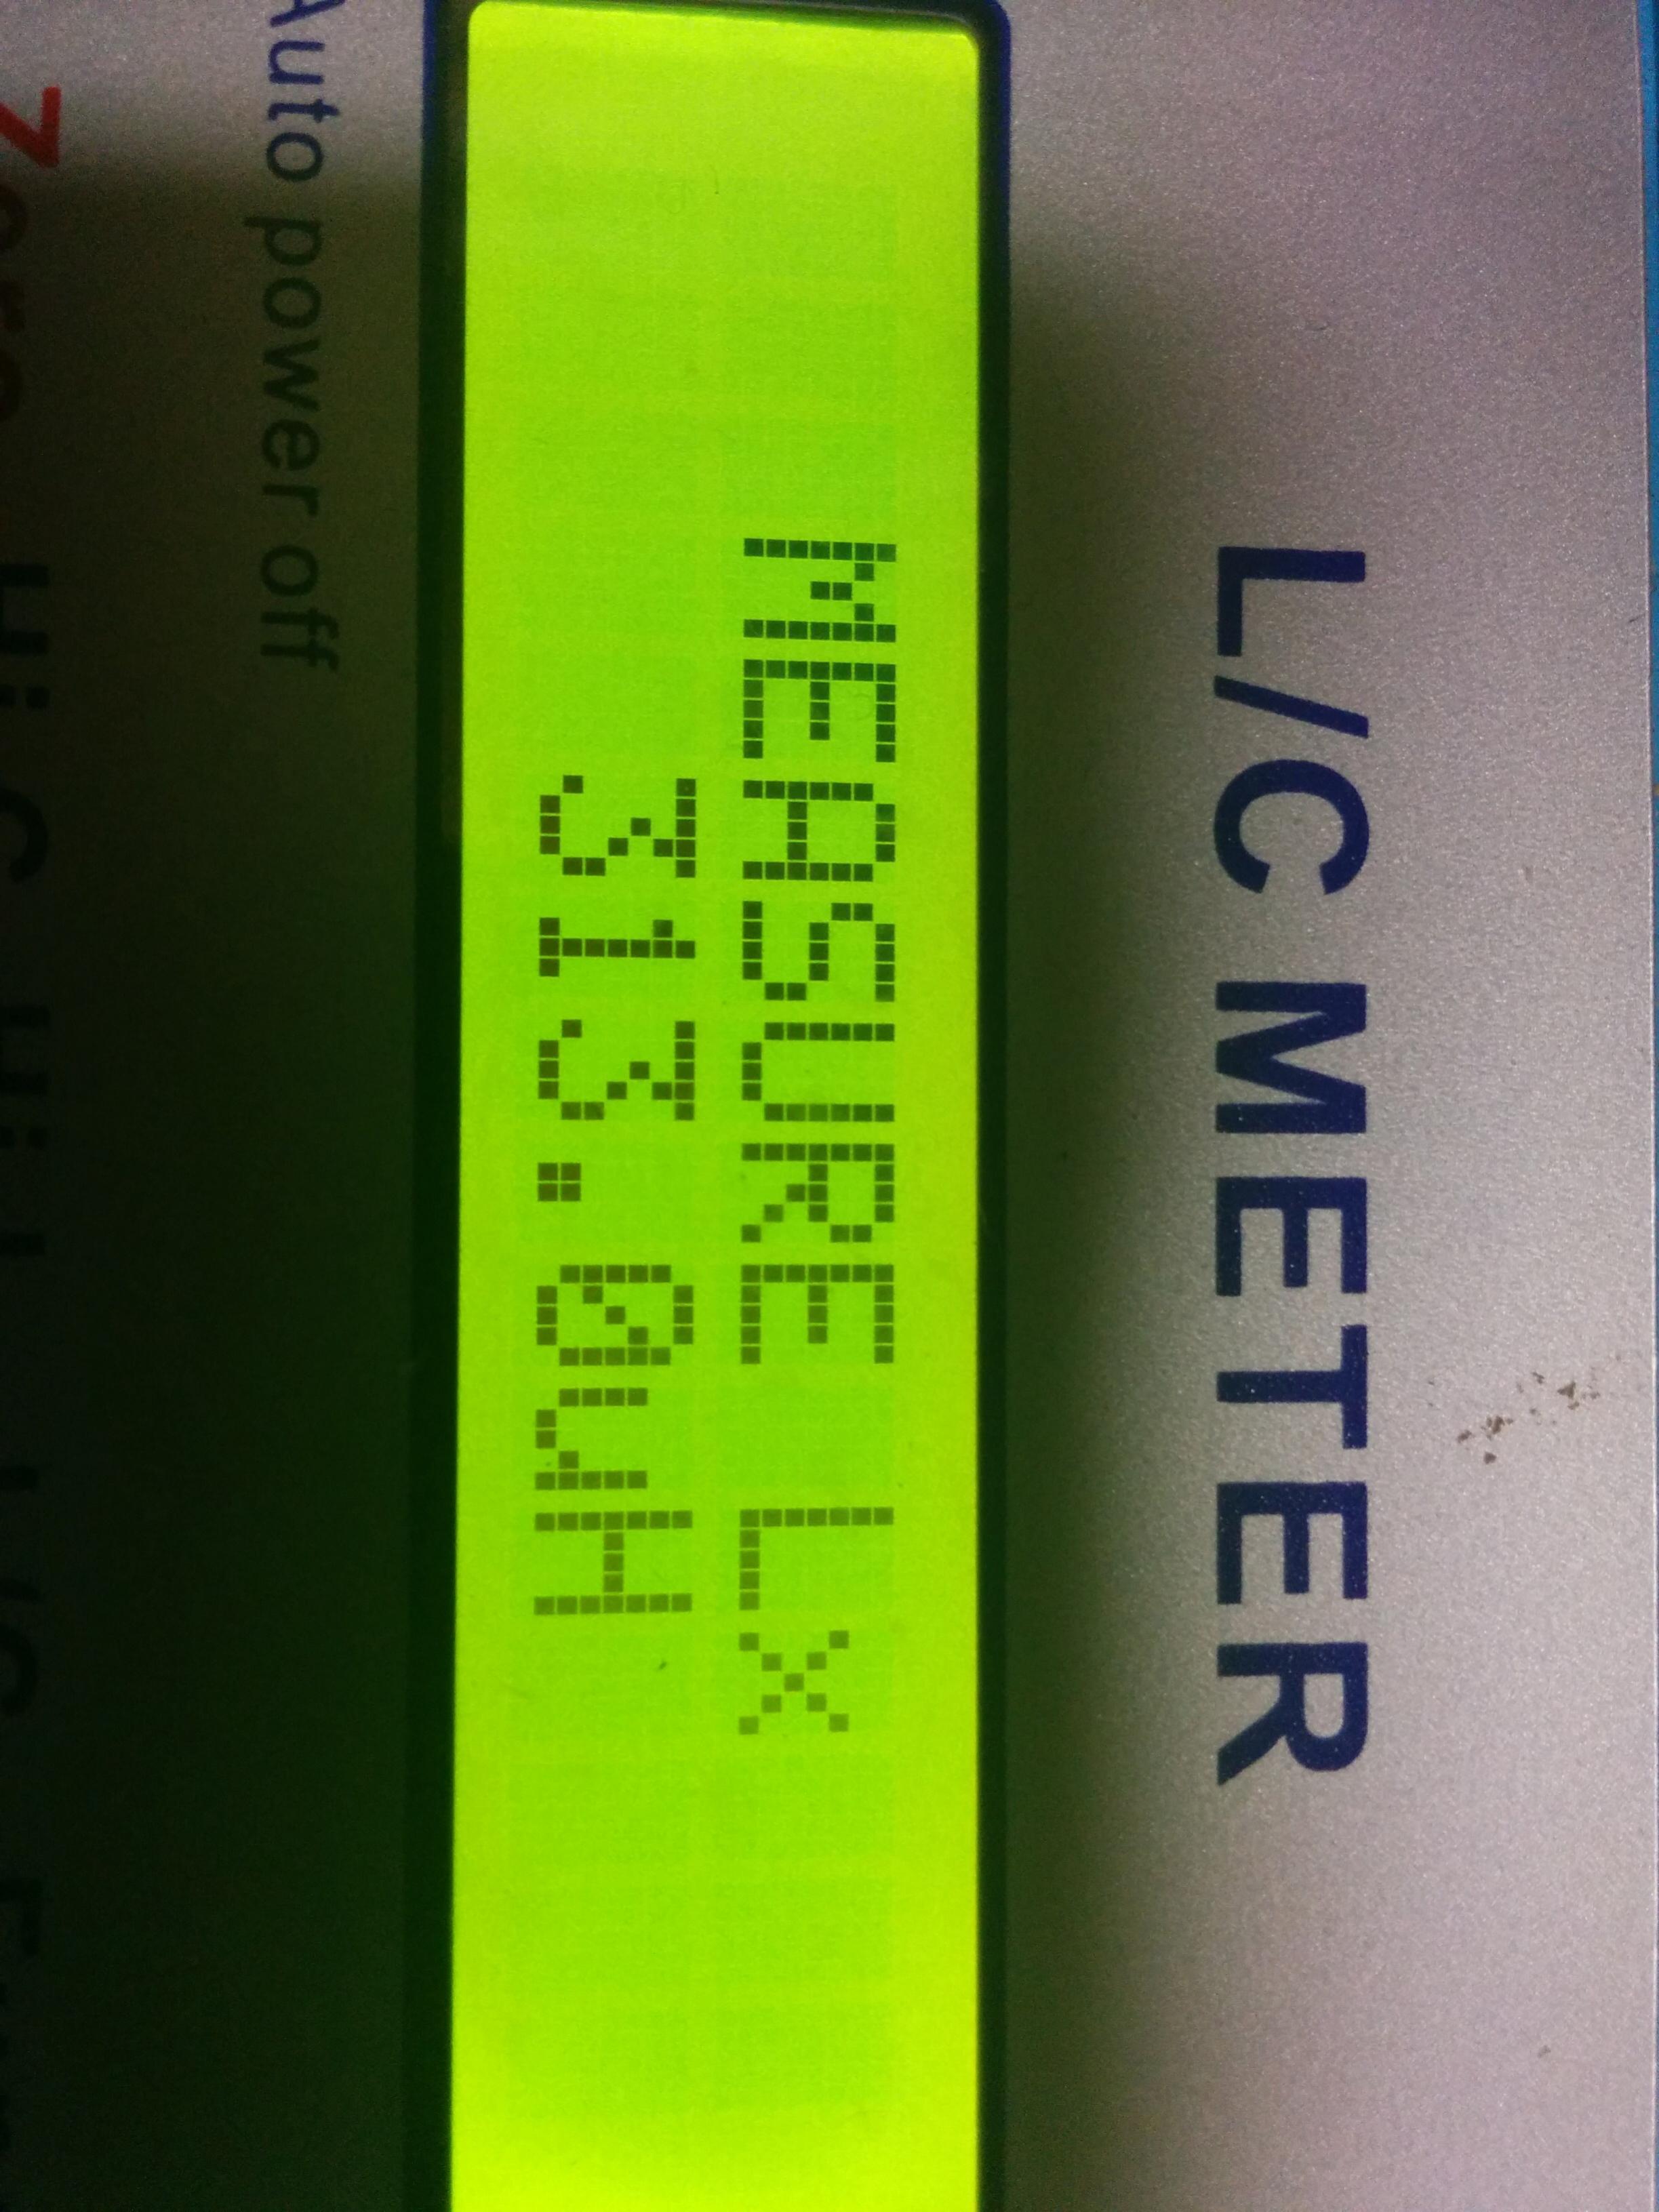 L/C METER
MEASURE Lx
313.0uH
Auto power off